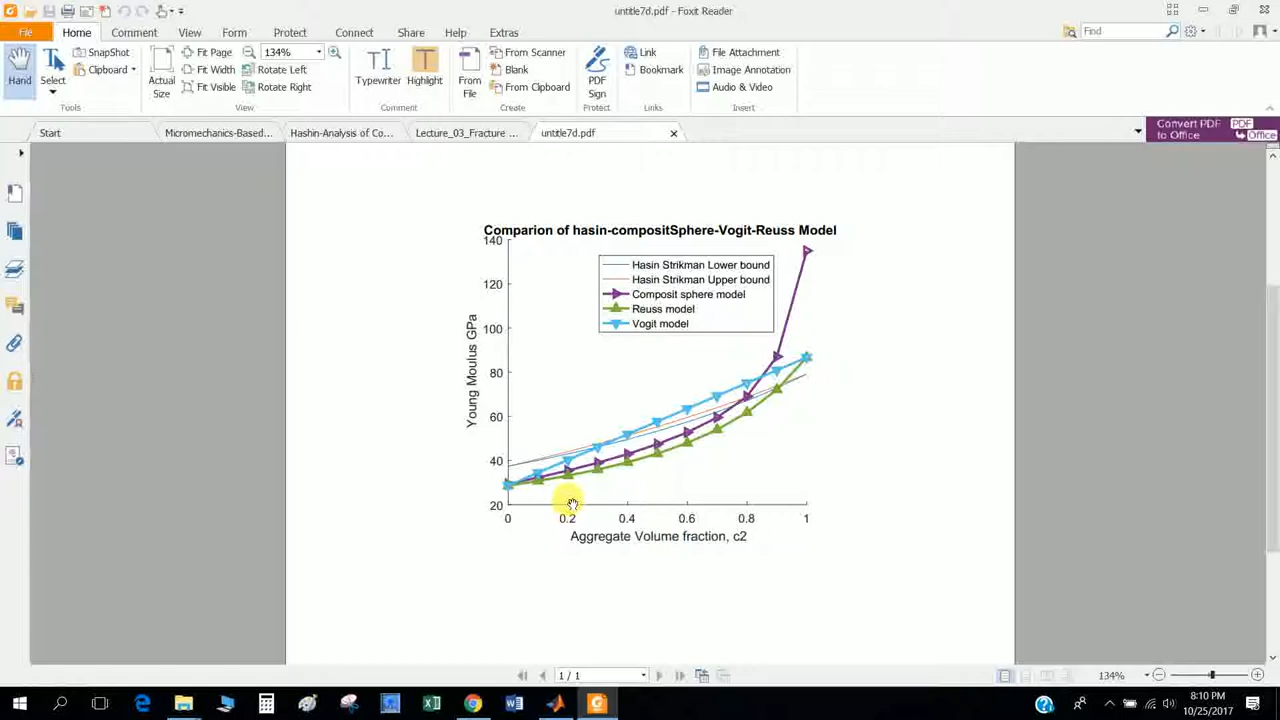 untitle7d.pdf - Foxit Reader
File Home Comment View Form Protect Connect Share Help Extras
Find
Hand
Select
SnapShot
Clipboard
Tools
Actual
Size
Fit Page
Fit Width
Fit Visible
134%
Rotate Left
Rotate Right
View
Typewriter
Highlight
Comment
From
File
From Scanner
Blank
From Clipboard
Create
PDF
Sign
Protect
Link
Bookmark
Links
File Attachment
Image Annotation
Audio & Video
Insert
Start
Micromechanics-Based...
Hashin-Analysis of Co...
Lecture_03_Fracture ...
untitle7d.pdf
Convert PDF
to Office
PDF
Office
Comparion of hasin-compositSphere-Vogit-Reuss Model
Hasin Strikman Lower bound
Hasin Strikman Upper bound
Composit sphere model
Reuss model
Vogit model
Young Moulus GPa
140
120
100
80
60
40
20
0 0.2 0.4 0.6 0.8 1
Aggregate Volume fraction, c2
1 / 1
134%
8:10 PM
10/25/2017